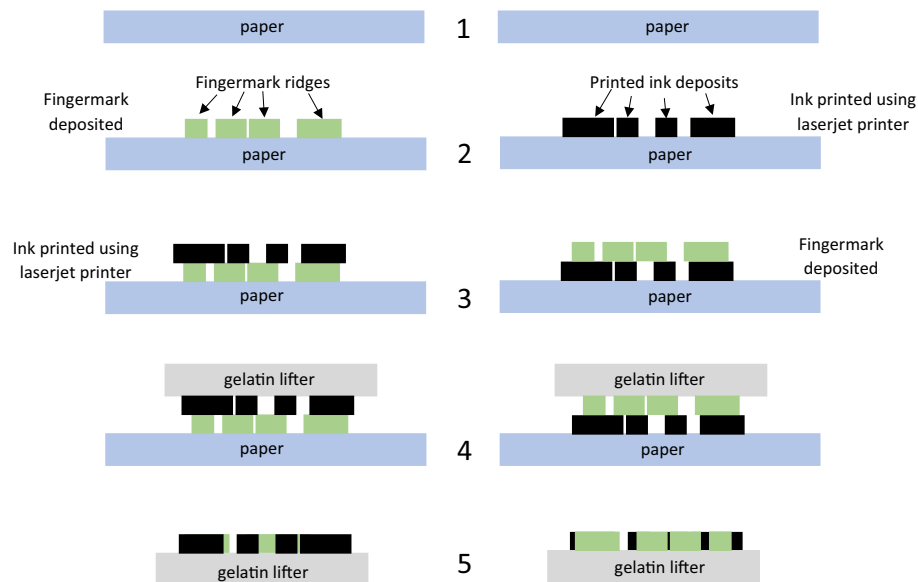 paper
1
paper
Fingermark
deposited
Fingermark ridges
paper
2
Printed ink deposits
paper
Ink printed using
laserjet printer
Ink printed using
laserjet printer
paper
3
paper
Fingermark
deposited
gelatin lifter
paper
4
gelatin lifter
paper
gelatin lifter
5
gelatin lifter